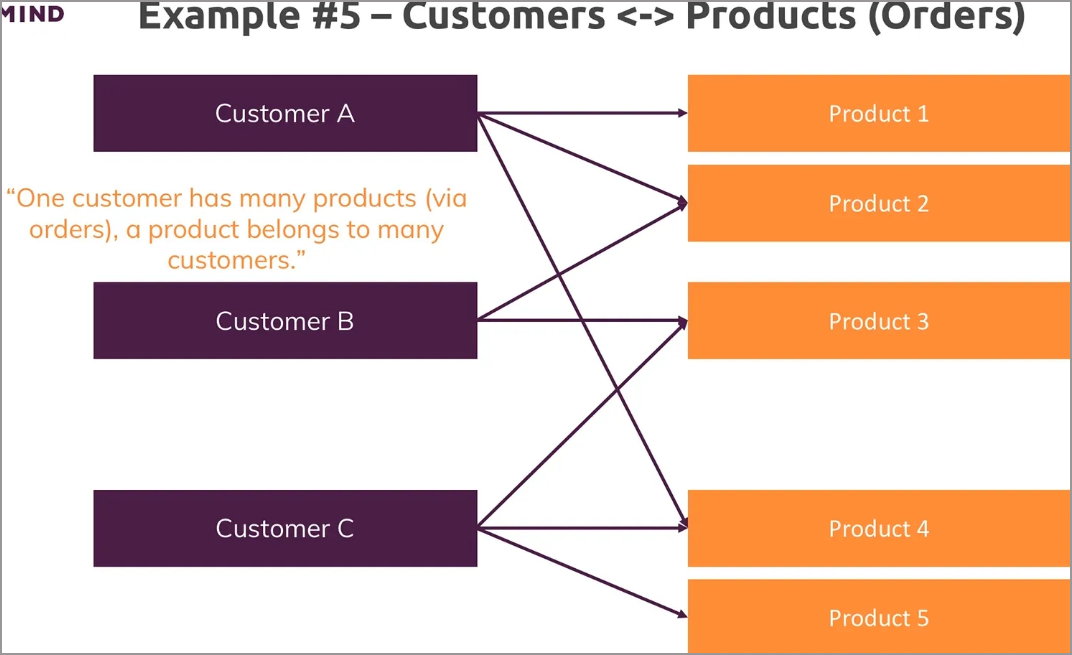 MIND
Example #5 – Customers <-> Products (Orders)
Customer A
Product 1
Product 2
“One customer has many products (via
orders), a product belongs to many
customers.”
Customer B
Product 3
Customer C
Product 4
Product 5